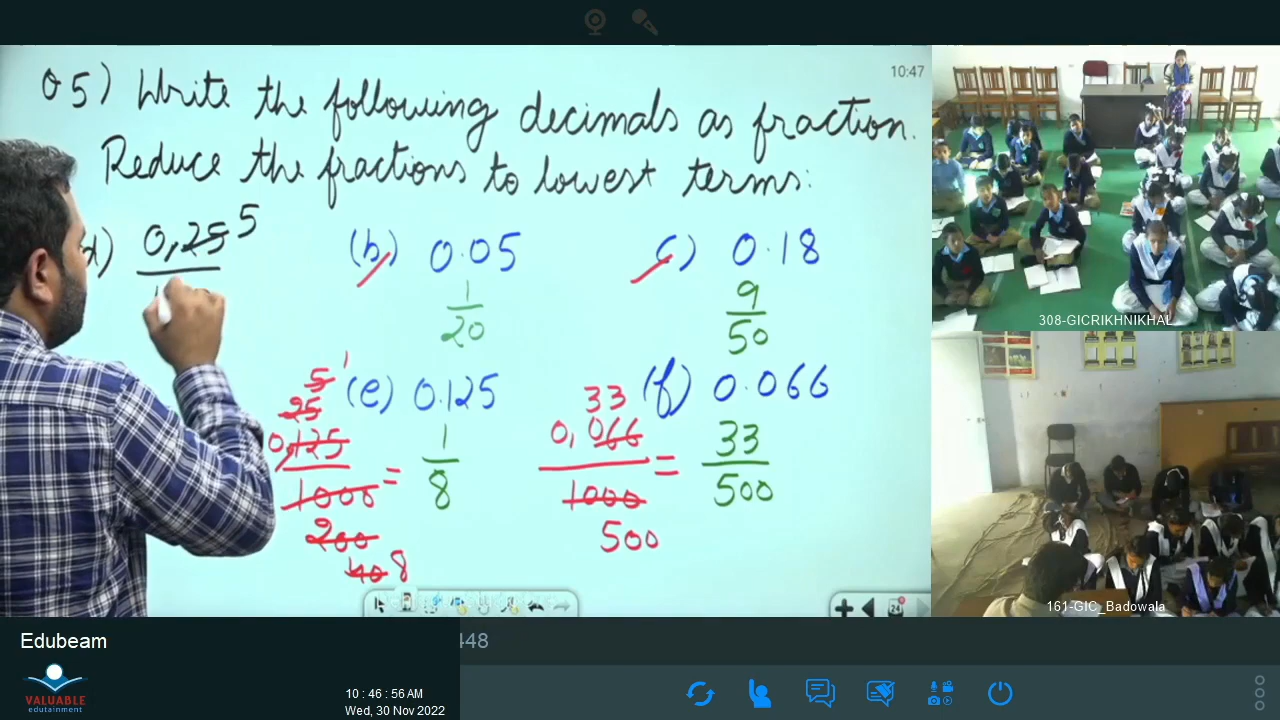 10:47
Q5) Write the following decimals as fraction.
Reduce the fractions to lowest terms:
0,25 5
(b) 0.05
1
20
c) 0.18
9
50
5 1
25
0,125
1000
200
40 8
=
(e) 0.125
1
8
33
0,066
1000
500
=
(f) 0.066
33
500
308-GICRIKHNIKHAL
161-GIC_Badowala
24
Edubeam
448
VALUABLE
edutainment
10 : 46 : 56 AM
Wed, 30 Nov 2022